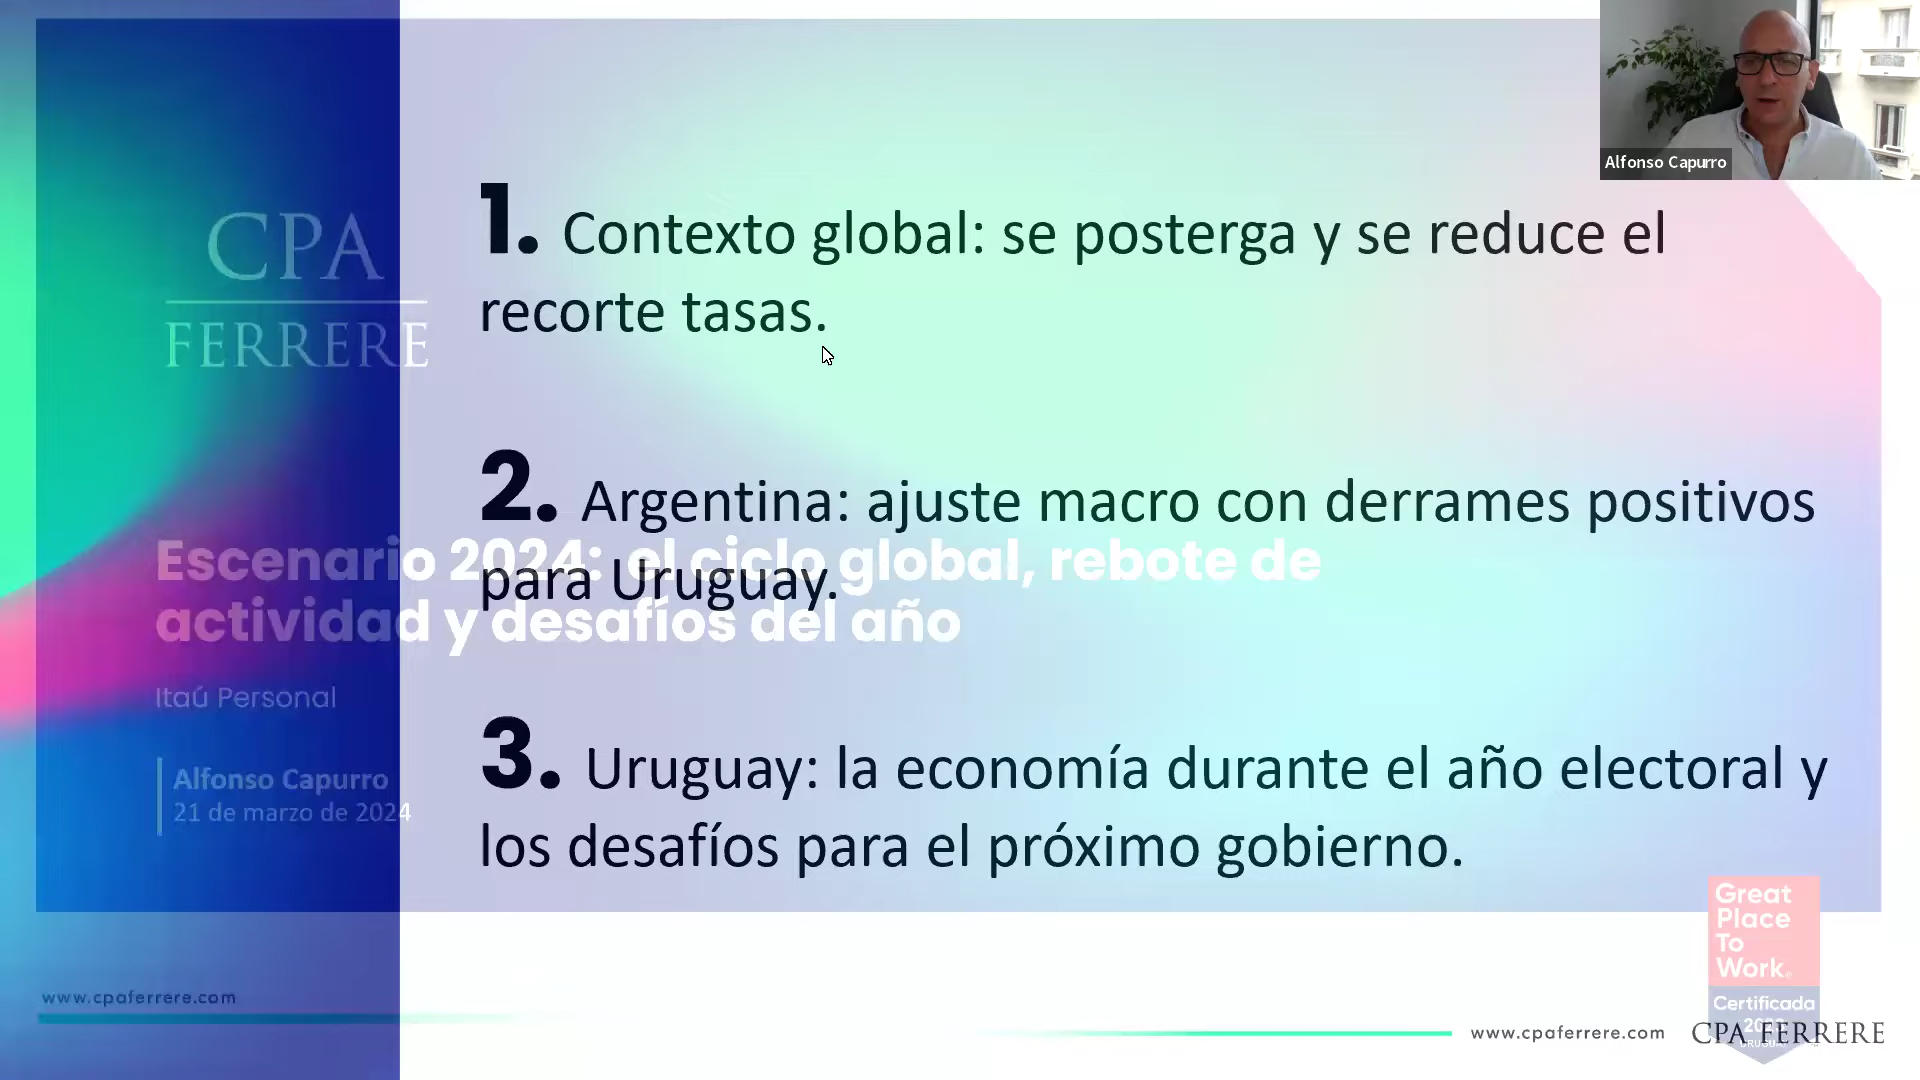 Alfonso Capurro
CPA
FERRERE
1. Contexto global: se posterga y se reduce el
recorte tasas.
2. Argentina: ajuste macro con derrames positivos
para Uruguay.
Escenario 2024: el ciclo global, rebote de
actividad y desafíos del año
Itaú Personal
Alfonso Capurro
21 de marzo de 2024
3. Uruguay: la economía durante el año electoral y
los desafíos para el próximo gobierno.
Great
Place
To
Work®
Certificada
URUGUAY
www.cpaferrere.com
www.cpaferrere.com
CPA FERRERE